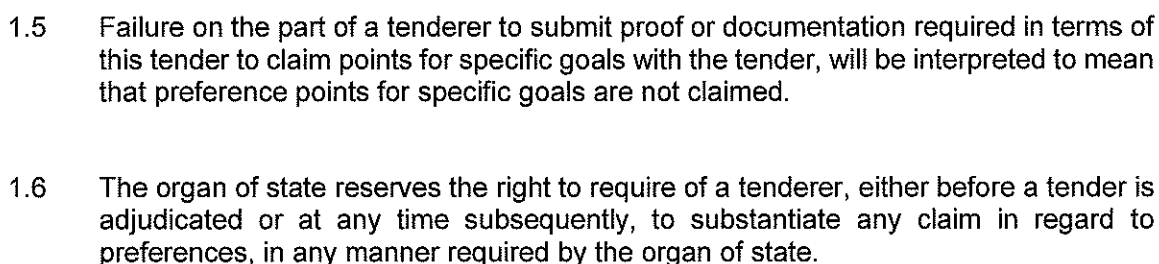 1.5 Failure on the part of a tenderer to submit proof or documentation required in terms of
this tender to claim points for specific goals with the tender, will be interpreted to mean
that preference points for specific goals are not claimed.
1.6 The organ of state reserves the right to require of a tenderer, either before a tender is
adjudicated or at any time subsequently, to substantiate any claim in regard to
preferences, in any manner required by the organ of state.